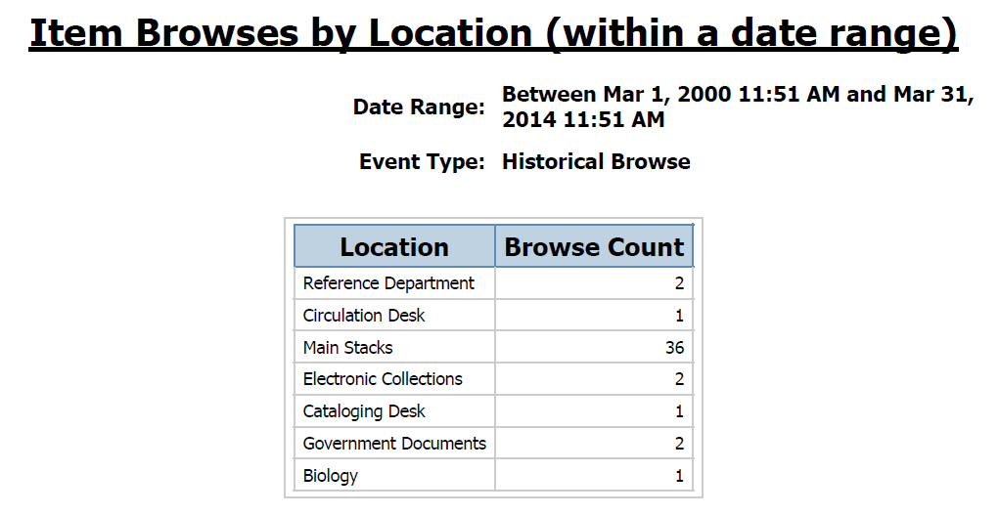 Item Browses by Location (within a date range)
Date Range: Between Mar 1, 2000 11:51 AM and Mar 31,
2014 11:51 AM
Event Type: Historical Browse
Location Browse Count
Reference Department 2
Circulation Desk 1
Main Stacks 36
Electronic Collections 2
Cataloging Desk 1
Government Documents 2
Biology 1